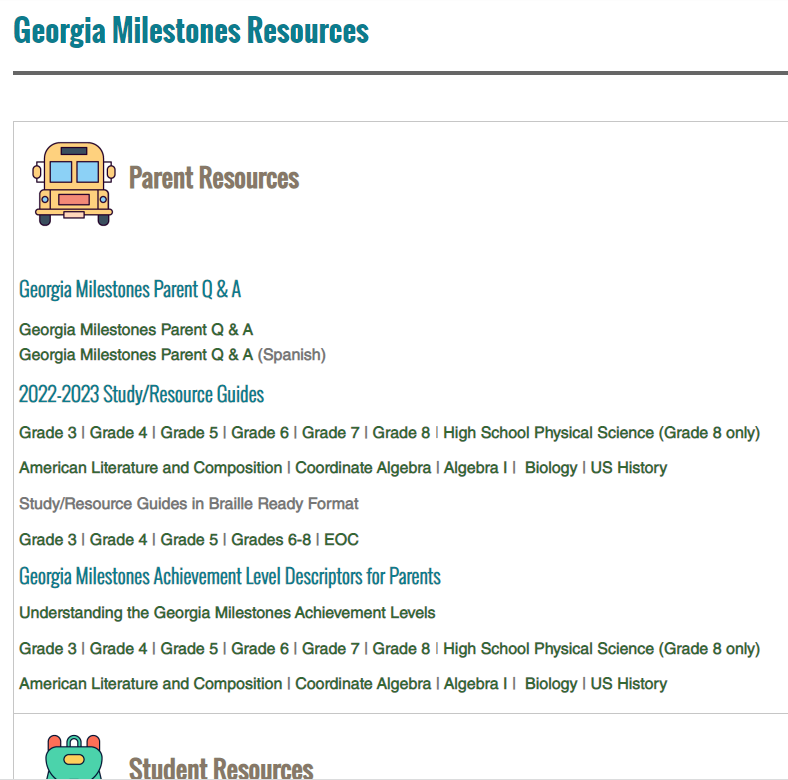 Georgia Milestones Resources
Parent Resources
Georgia Milestones Parent Q & A
Georgia Milestones Parent Q & A
Georgia Milestones Parent Q & A (Spanish)
2022-2023 Study/Resource Guides
Grade 3 | Grade 4 | Grade 5 | Grade 6 | Grade 7 | Grade 8 | High School Physical Science (Grade 8 only)
American Literature and Composition | Coordinate Algebra | Algebra I | Biology | US History
Study/Resource Guides in Braille Ready Format
Grade 3 | Grade 4 | Grade 5 | Grades 6-8 | EOC
Georgia Milestones Achievement Level Descriptors for Parents
Understanding the Georgia Milestones Achievement Levels
Grade 3 | Grade 4 | Grade 5 | Grade 6 | Grade 7 | Grade 8 | High School Physical Science (Grade 8 only)
American Literature and Composition | Coordinate Algebra | Algebra I | Biology | US History
Student Resources